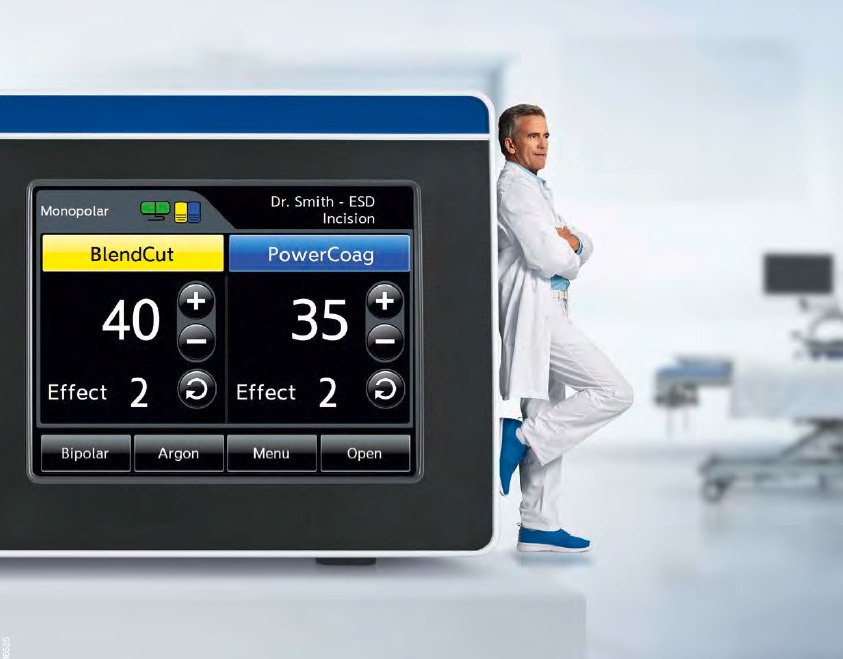 Monopolar
Dr. Smith - ESD
Incision
BlendCut
PowerCoag
40
+
−
35
+
−
Effect 2
Effect 2
Bipolar
Argon
Menu
Open